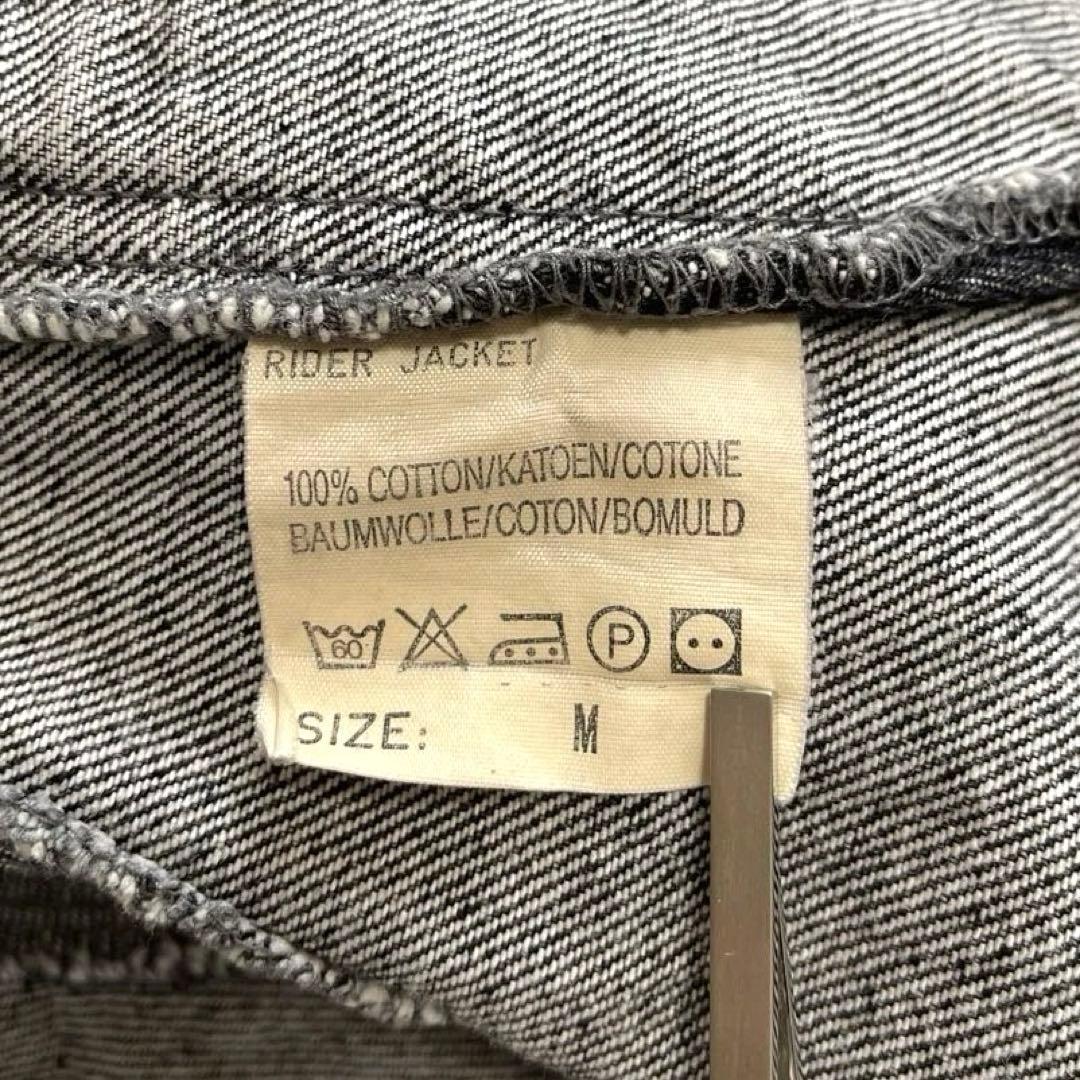 RIDER JACKET
100% COTTON/KATOEN/COTONE
BAUMWOLLE/COTON/BOMULD
60° P
SIZE: M